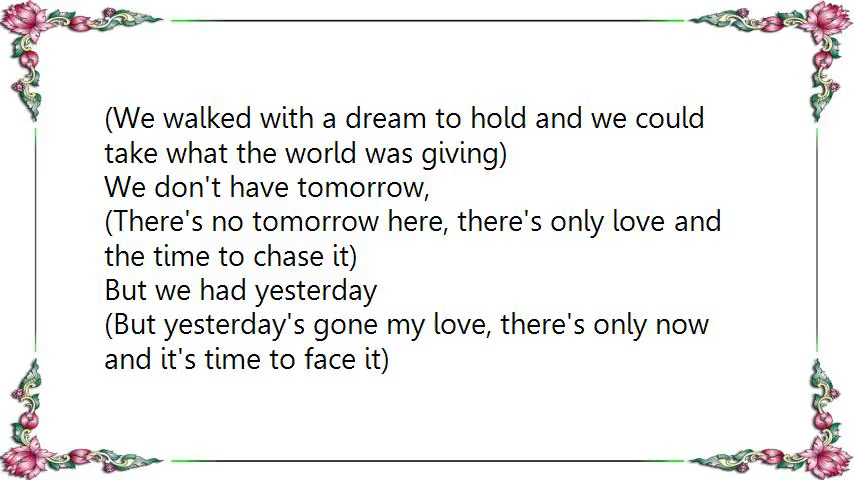 (We walked with a dream to hold and we could
take what the world was giving)
We don't have tomorrow,
(There's no tomorrow here, there's only love and
the time to chase it)
But we had yesterday
(But yesterday's gone my love, there's only now
and it's time to face it)